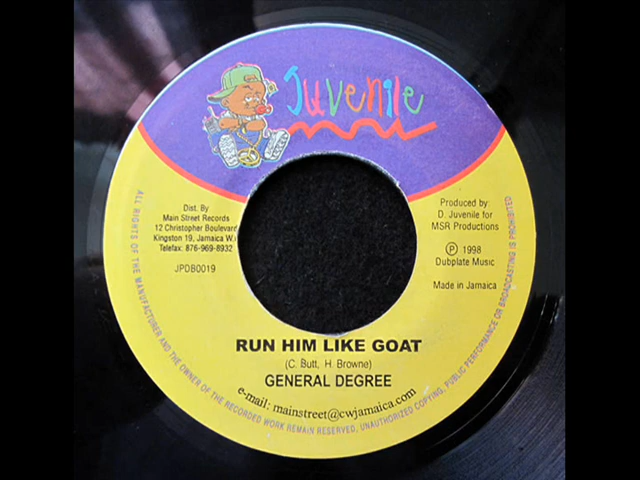 Juvenile
Dist. By
Main Street Records
12 Christopher Boulevard
Kingston 19, Jamaica W.I
Telefax: 876-969-8932
JPDB0019
Produced by:
D. Juvenile for
MSR Productions
Ⓟ 1998
Dubplate Music
Made in Jamaica
RUN HIM LIKE GOAT
(C. Butt, H. Browne)
GENERAL DEGREE
e-mail: mainstreet@cwjamaica.com
ALL RIGHTS OF THE MANUFACTURER AND THE OWNER OF THE RECORDED WORK REMAIN RESERVED, UNAUTHORIZED COPYING, PUBLIC PERFORMANCE OR BROADCASTING IS PROHIBITED